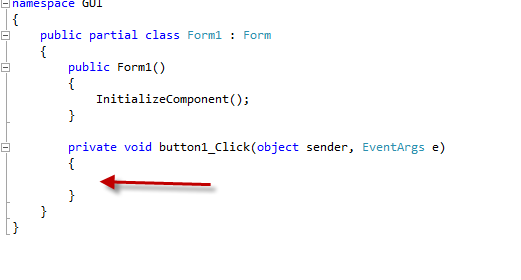 namespace GUI
{
public partial class Form1 : Form
{
public Form1()
{
InitializeComponent();
}
private void button1_Click(object sender, EventArgs e)
{
}
}
}